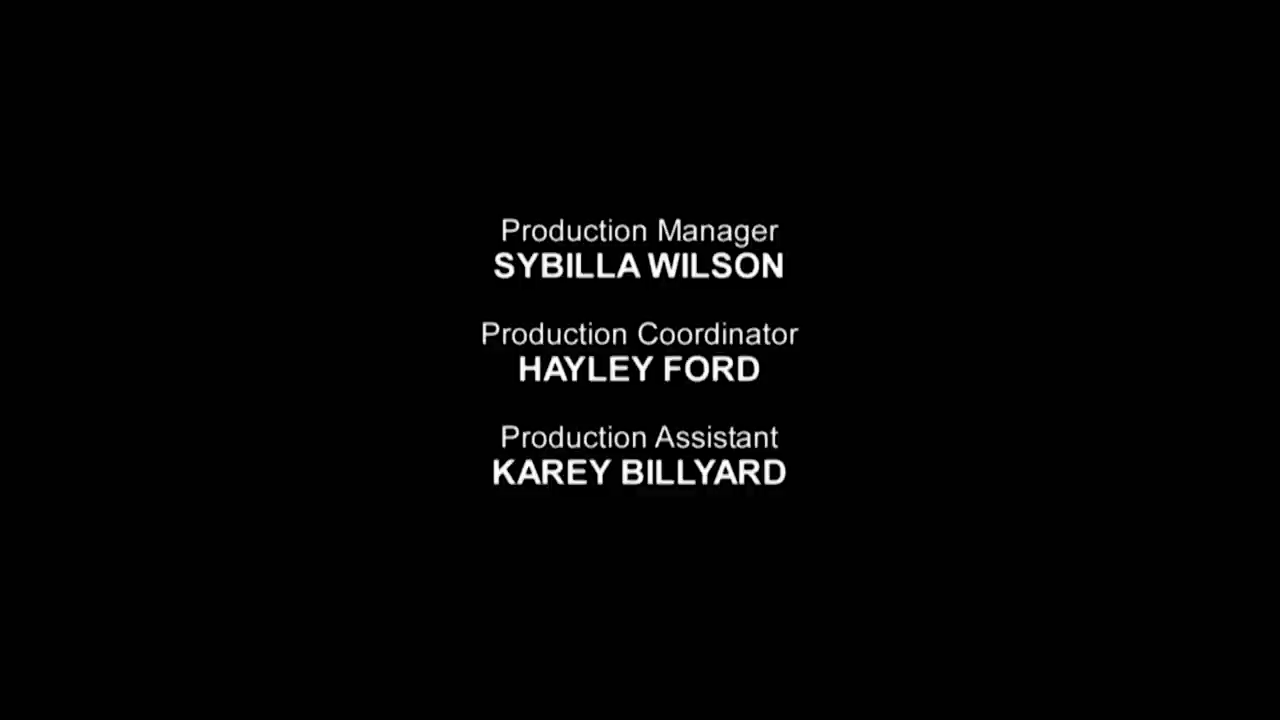 Production Manager
SYBILLA WILSON
Production Coordinator
HAYLEY FORD
Production Assistant
KAREY BILLYARD